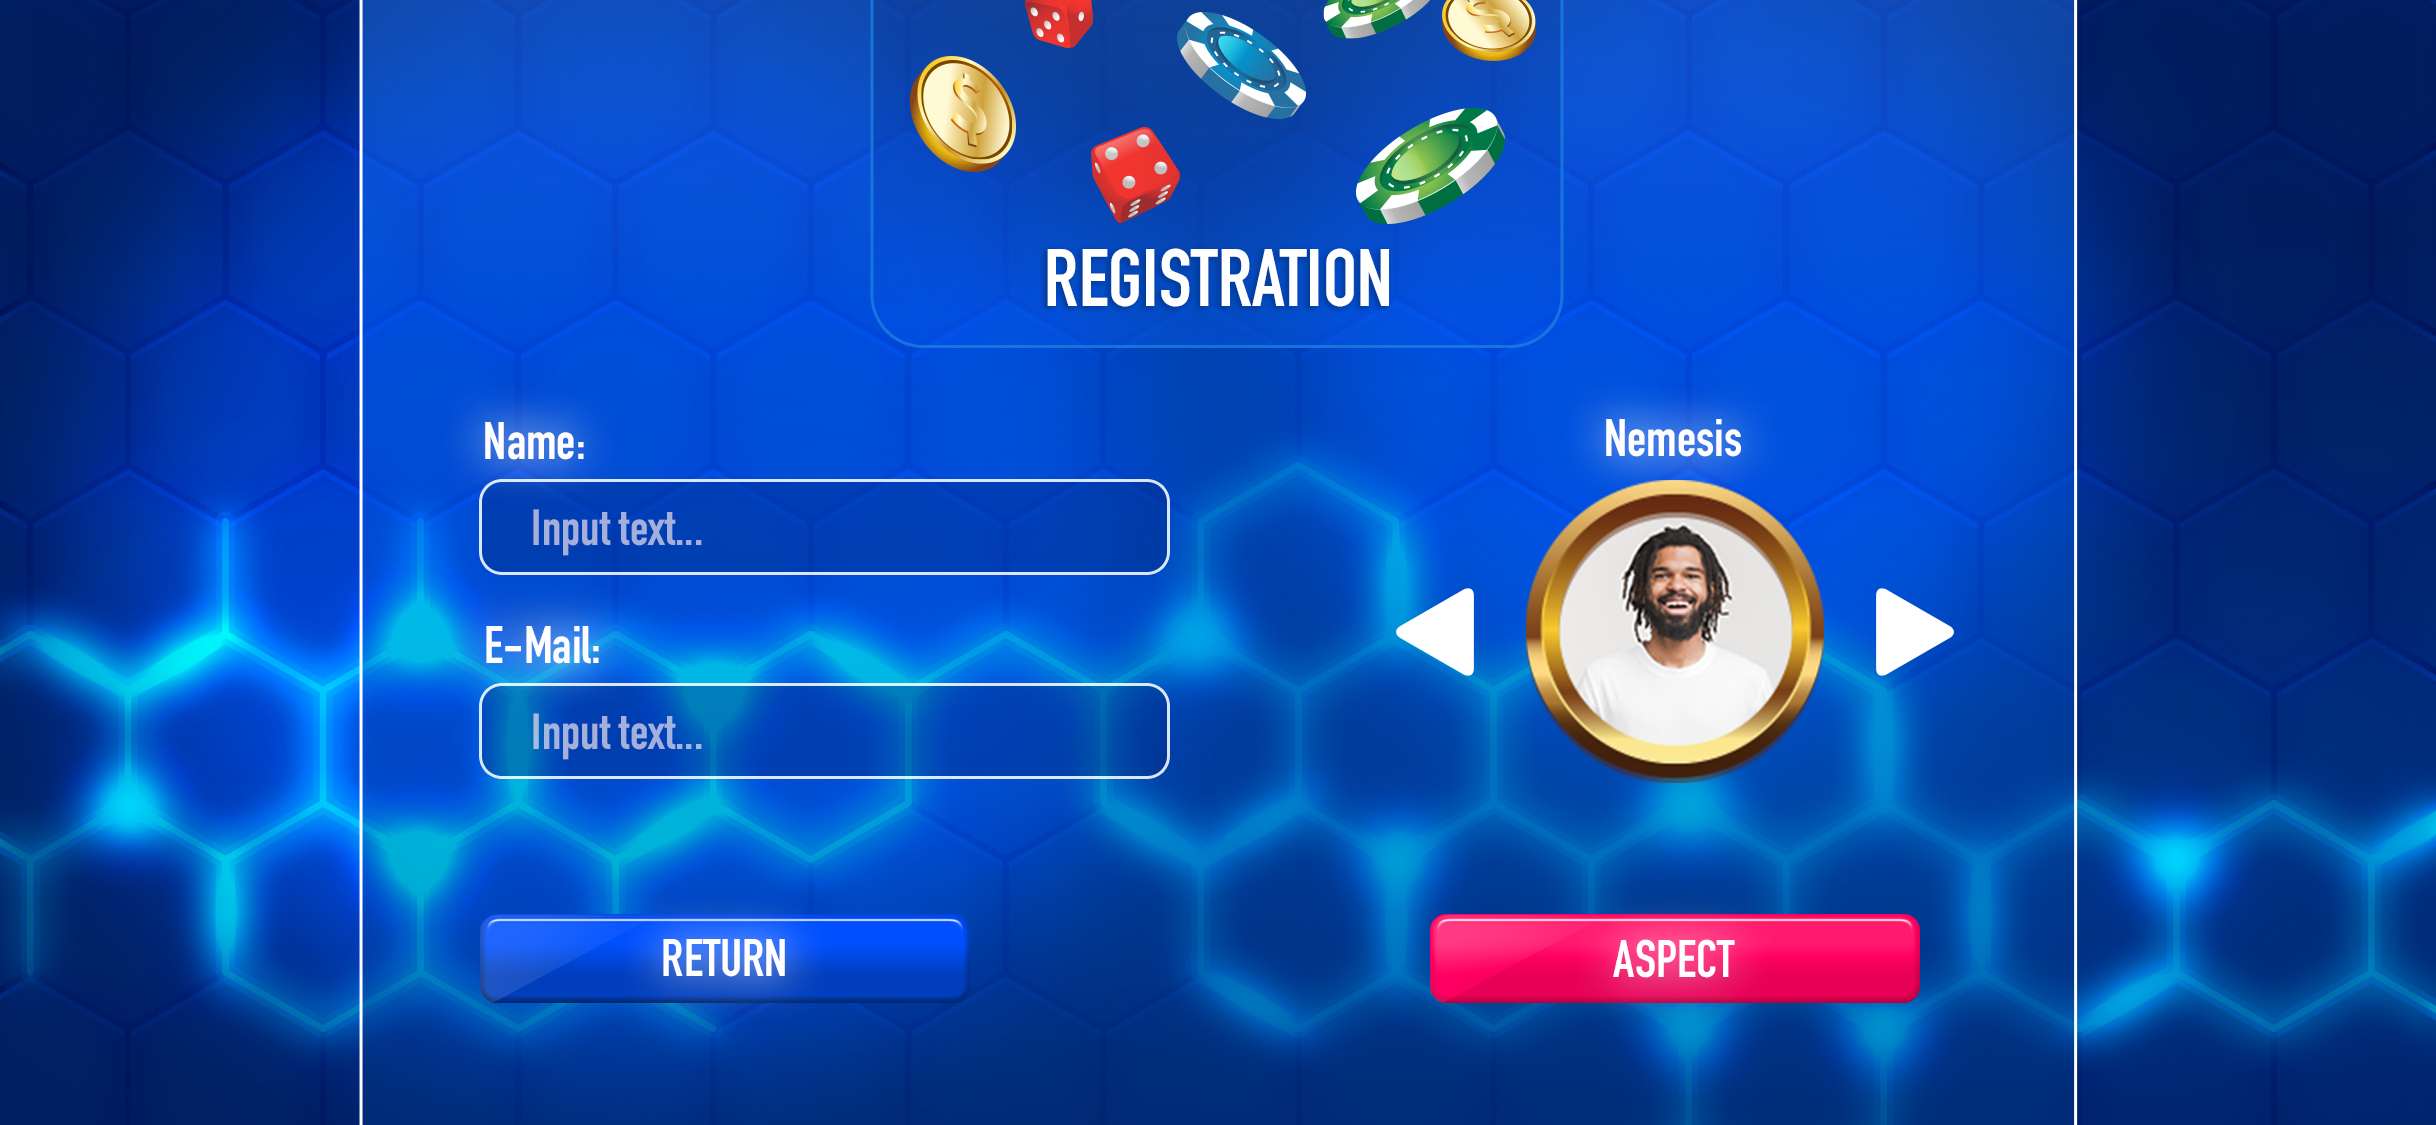 REGISTRATION
Name:
Input text...
E-Mail:
Input text...
Nemesis
RETURN
ASPECT